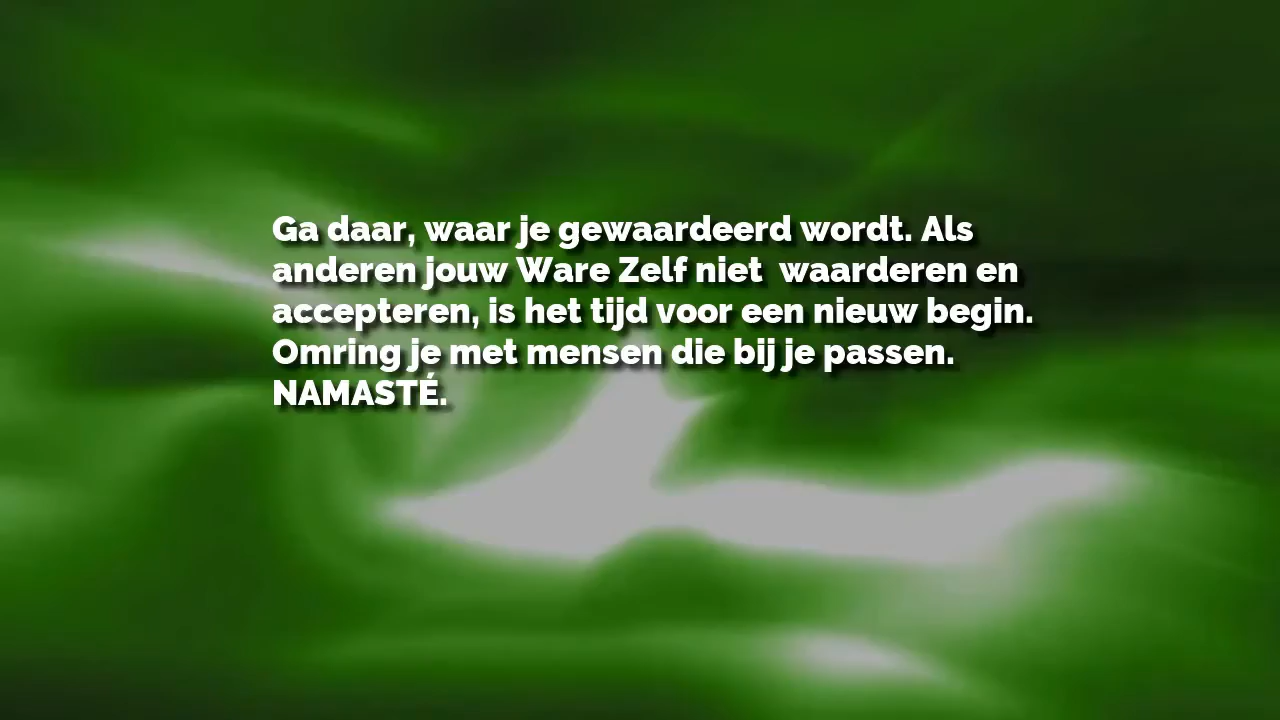 Ga daar, waar je gewaardeerd wordt. Als
anderen jouw Ware Zelf niet  waarderen en
accepteren, is het tijd voor een nieuw begin.
Omring je met mensen die bij je passen.
NAMASTÉ.